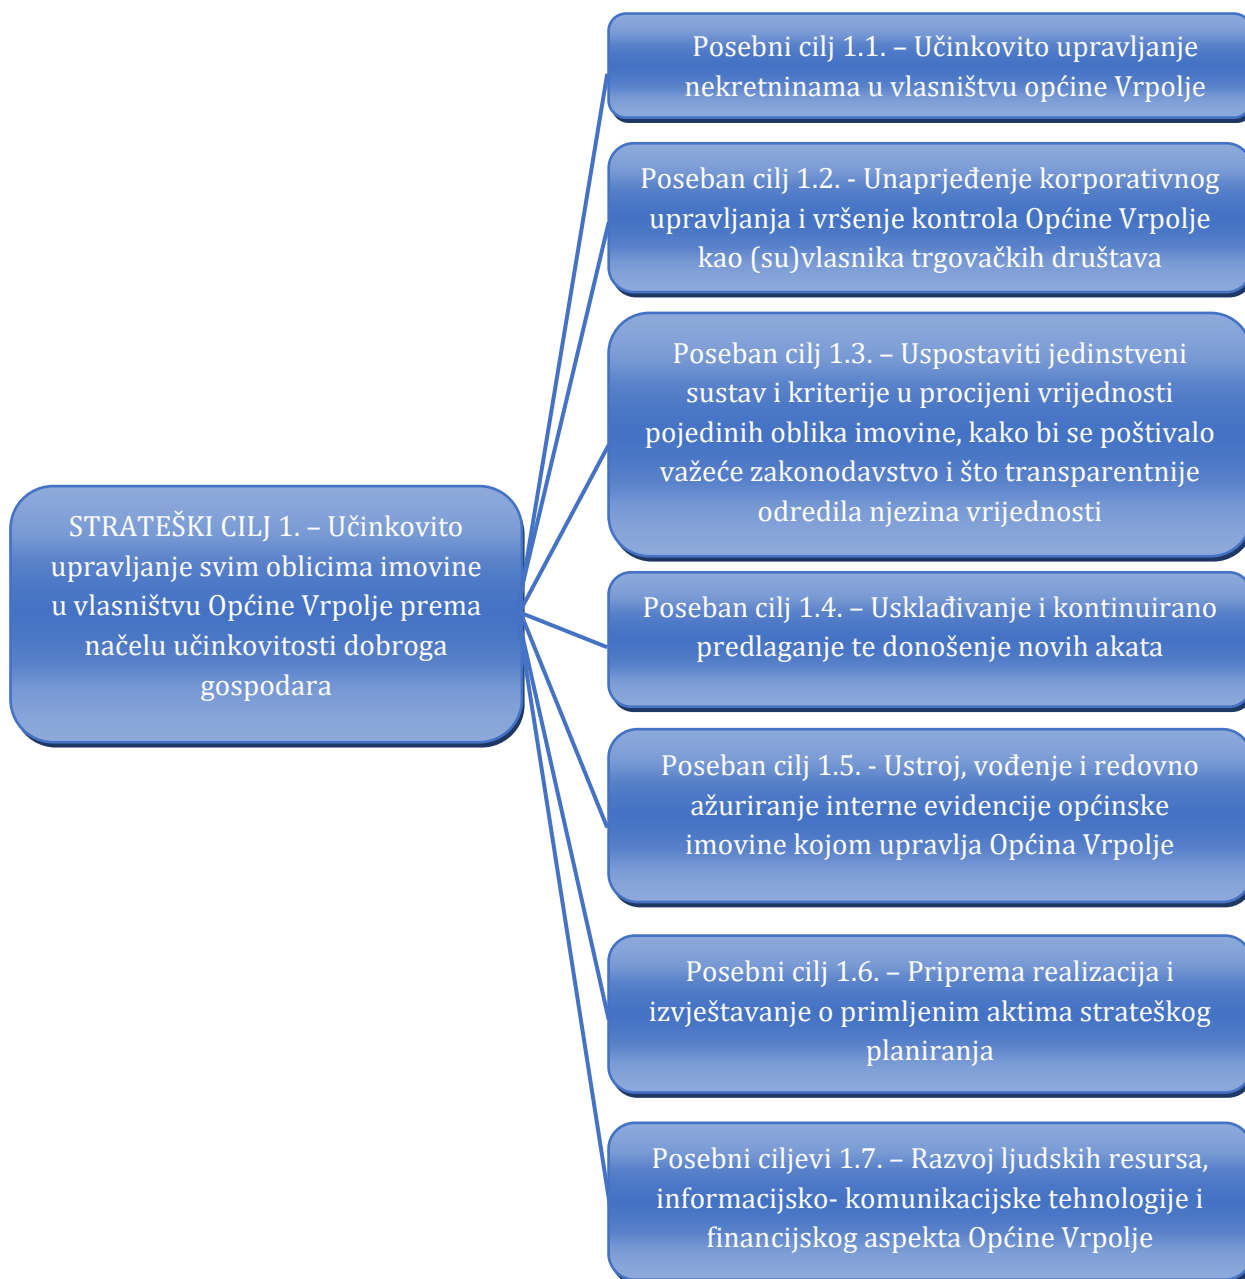 Posebni cilj 1.1. – Učinkovito upravljanje
nekretninama u vlasništvu općine Vrpolje
Poseban cilj 1.2. - Unaprjeđenje korporativnog
upravljanja i vršenje kontrola Općine Vrpolje
kao (su)vlasnika trgovačkih društava
Poseban cilj 1.3. – Uspostaviti jedinstveni
sustav i kriterije u procijeni vrijednosti
pojedinih oblika imovine, kako bi se poštivalo
važeće zakonodavstvo i što transparentnije
odredila njezina vrijednosti
STRATEŠKI CILJ 1. – Učinkovito
upravljanje svim oblicima imovine
u vlasništvu Općine Vrpolje prema
načelu učinkovitosti dobroga
gospodara
Poseban cilj 1.4. – Usklađivanje i kontinuirano
predlaganje te donošenje novih akata
Poseban cilj 1.5. - Ustroj, vođenje i redovno
ažuriranje interne evidencije općinske
imovine kojom upravlja Općina Vrpolje
Posebni cilj 1.6. – Priprema realizacija i
izvještavanje o primljenim aktima strateškog
planiranja
Posebni ciljevi 1.7. – Razvoj ljudskih resursa,
informacijsko- komunikacijske tehnologije i
financijskog aspekta Općine Vrpolje